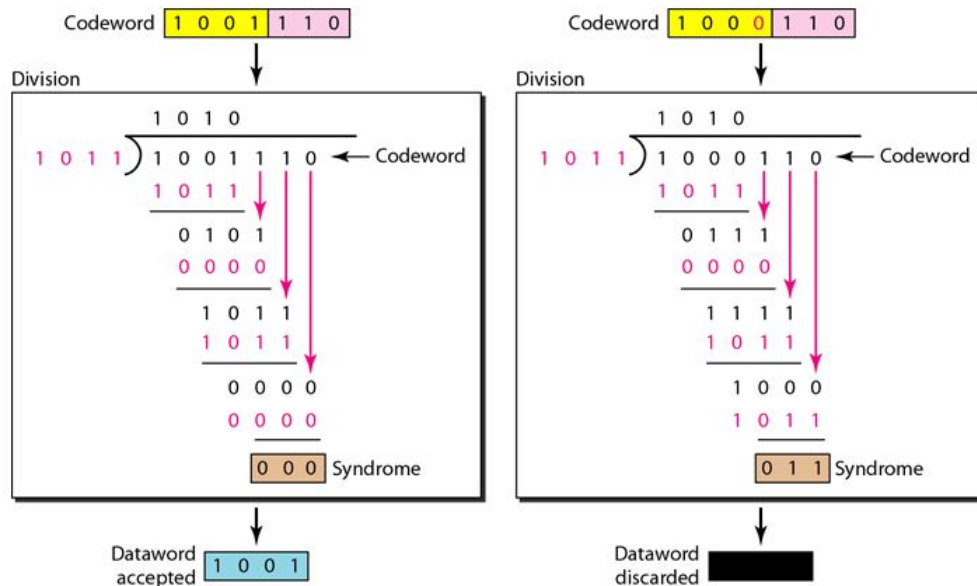 Codeword 1 0 0 1 1 1 0
Division
1 0 1 0
1 0 1 1 1 0 0 1 1 1 0 Codeword
1 0 1 1
0 1 0 1
0 0 0 0
1 0 1 1
1 0 1 1
0 0 0 0
0 0 0 0
0 0 0 Syndrome
Dataword
accepted
1 0 0 1
Codeword 1 0 0 0 1 1 0
Division
1 0 1 0
1 0 1 1 1 0 0 0 1 1 0 Codeword
1 0 1 1
0 1 1 1
0 0 0 0
1 1 1 1
1 0 1 1
1 0 0 0
1 0 1 1
0 1 1 Syndrome
Dataword
discarded